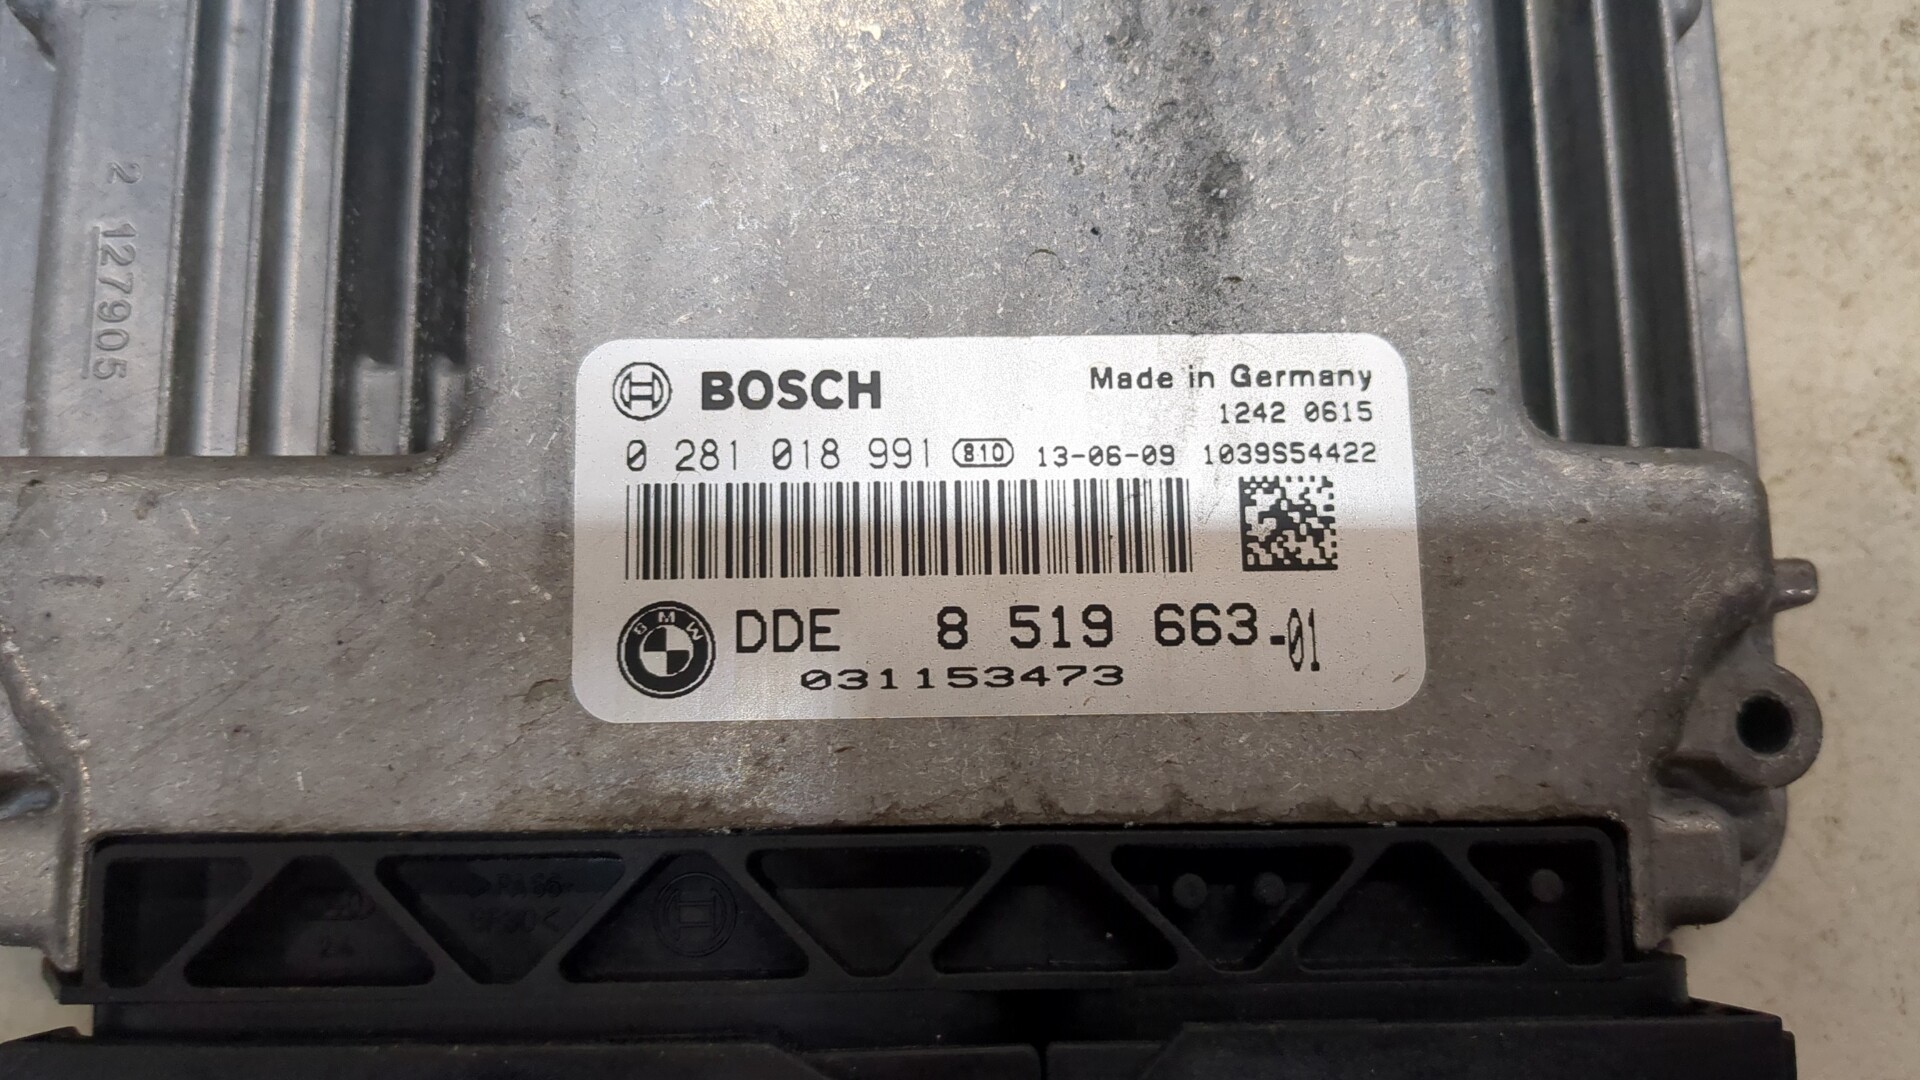 2 127905
BOSCH
Made in Germany
1242 0615
0 281 018 991 810 13-06-09 1039S54422
BMW DDE 8 519 663-01
031153473